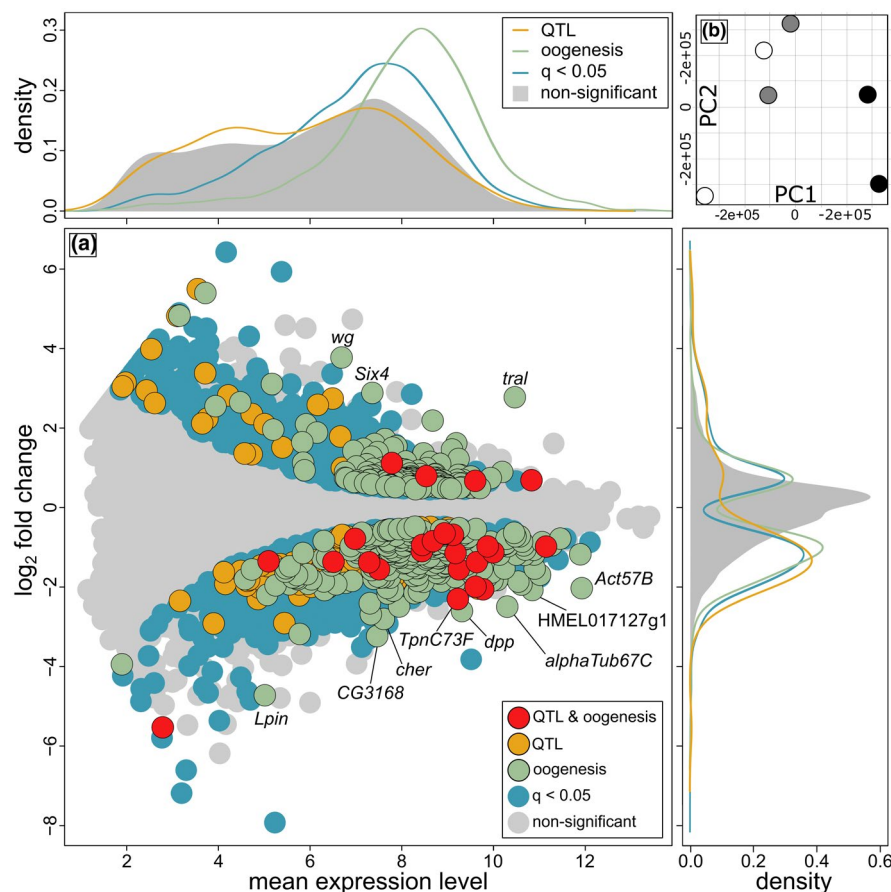 QTL
oogenesis
q < 0.05
non-significant
density
0.3
0.2
0.1
0.0
(b)
PC2
-2e+05
0
-2e+05
PC1
-2e+05 0 -2e+05
(a)
log2 fold change
6
4
2
0
-2
-4
-6
-8
wg
Six4
tral
Act57B
HMEL017127g1
TpnC73F
dpp
alphaTub67C
cher
CG3168
Lpin
QTL & oogenesis
QTL
oogenesis
q < 0.05
non-significant
2 4 6 8 10 12
mean expression level
0.0 0.2 0.4 0.6
density